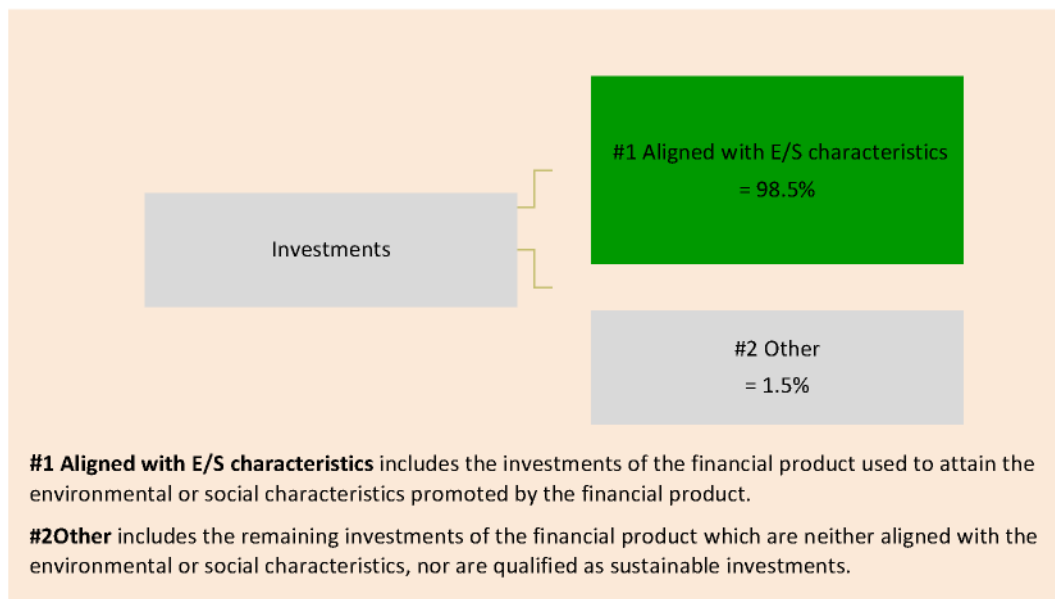 #1 Aligned with E/S characteristics
= 98.5%
Investments
#2 Other
= 1.5%
#1 Aligned with E/S characteristics includes the investments of the financial product used to attain the
environmental or social characteristics promoted by the financial product.
#2Other includes the remaining investments of the financial product which are neither aligned with the
environmental or social characteristics, nor are qualified as sustainable investments.